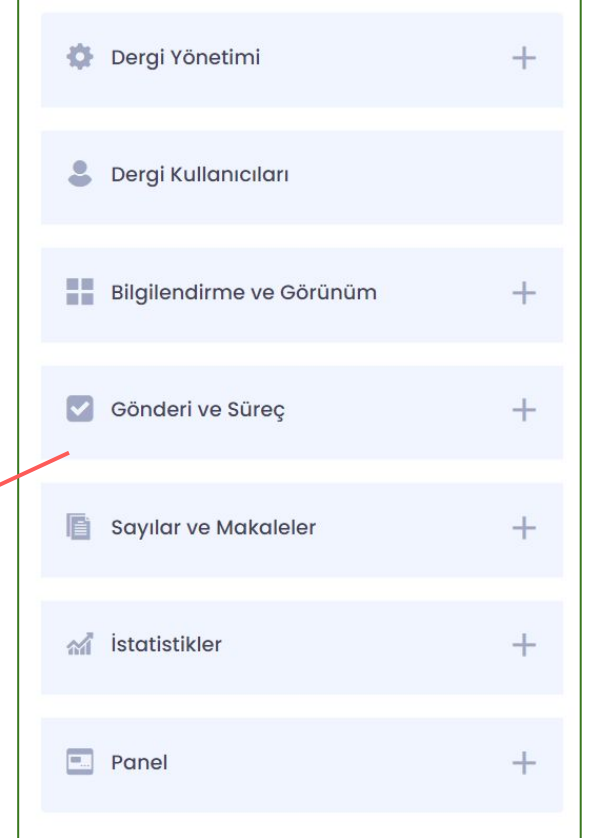 Dergi Yönetimi
Dergi Kullanıcıları
Bilgilendirme ve Görünüm
Gönderi ve Süreç
Sayılar ve Makaleler
İstatistikler
Panel